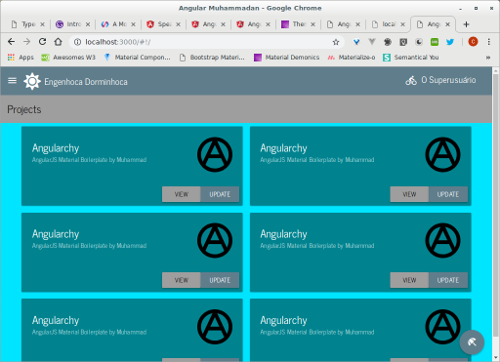 Angular Muhammadan - Google Chrome
Type
Intro
A Mo
Spe
Ang
Ang
The
Ang
local
Ang
localhost:3000/#!/
Apps
Awesomes W3
Material Compon...
Bootstrap Materi...
Material Demonics
Materialize-o
Semantical You
Engenhoca Dorminhoca
O Superusuário
Projects
Angularchy
AngularJS Material Boilerplate by Muhammad
VIEW UPDATE
Angularchy
AngularJS Material Boilerplate by Muhammad
VIEW UPDATE
Angularchy
AngularJS Material Boilerplate by Muhammad
VIEW UPDATE
Angularchy
AngularJS Material Boilerplate by Muhammad
VIEW UPDATE
Angularchy
AngularJS Material Boilerplate by Muhammad
Angularchy
AngularJS Material Boilerplate by Muhammad